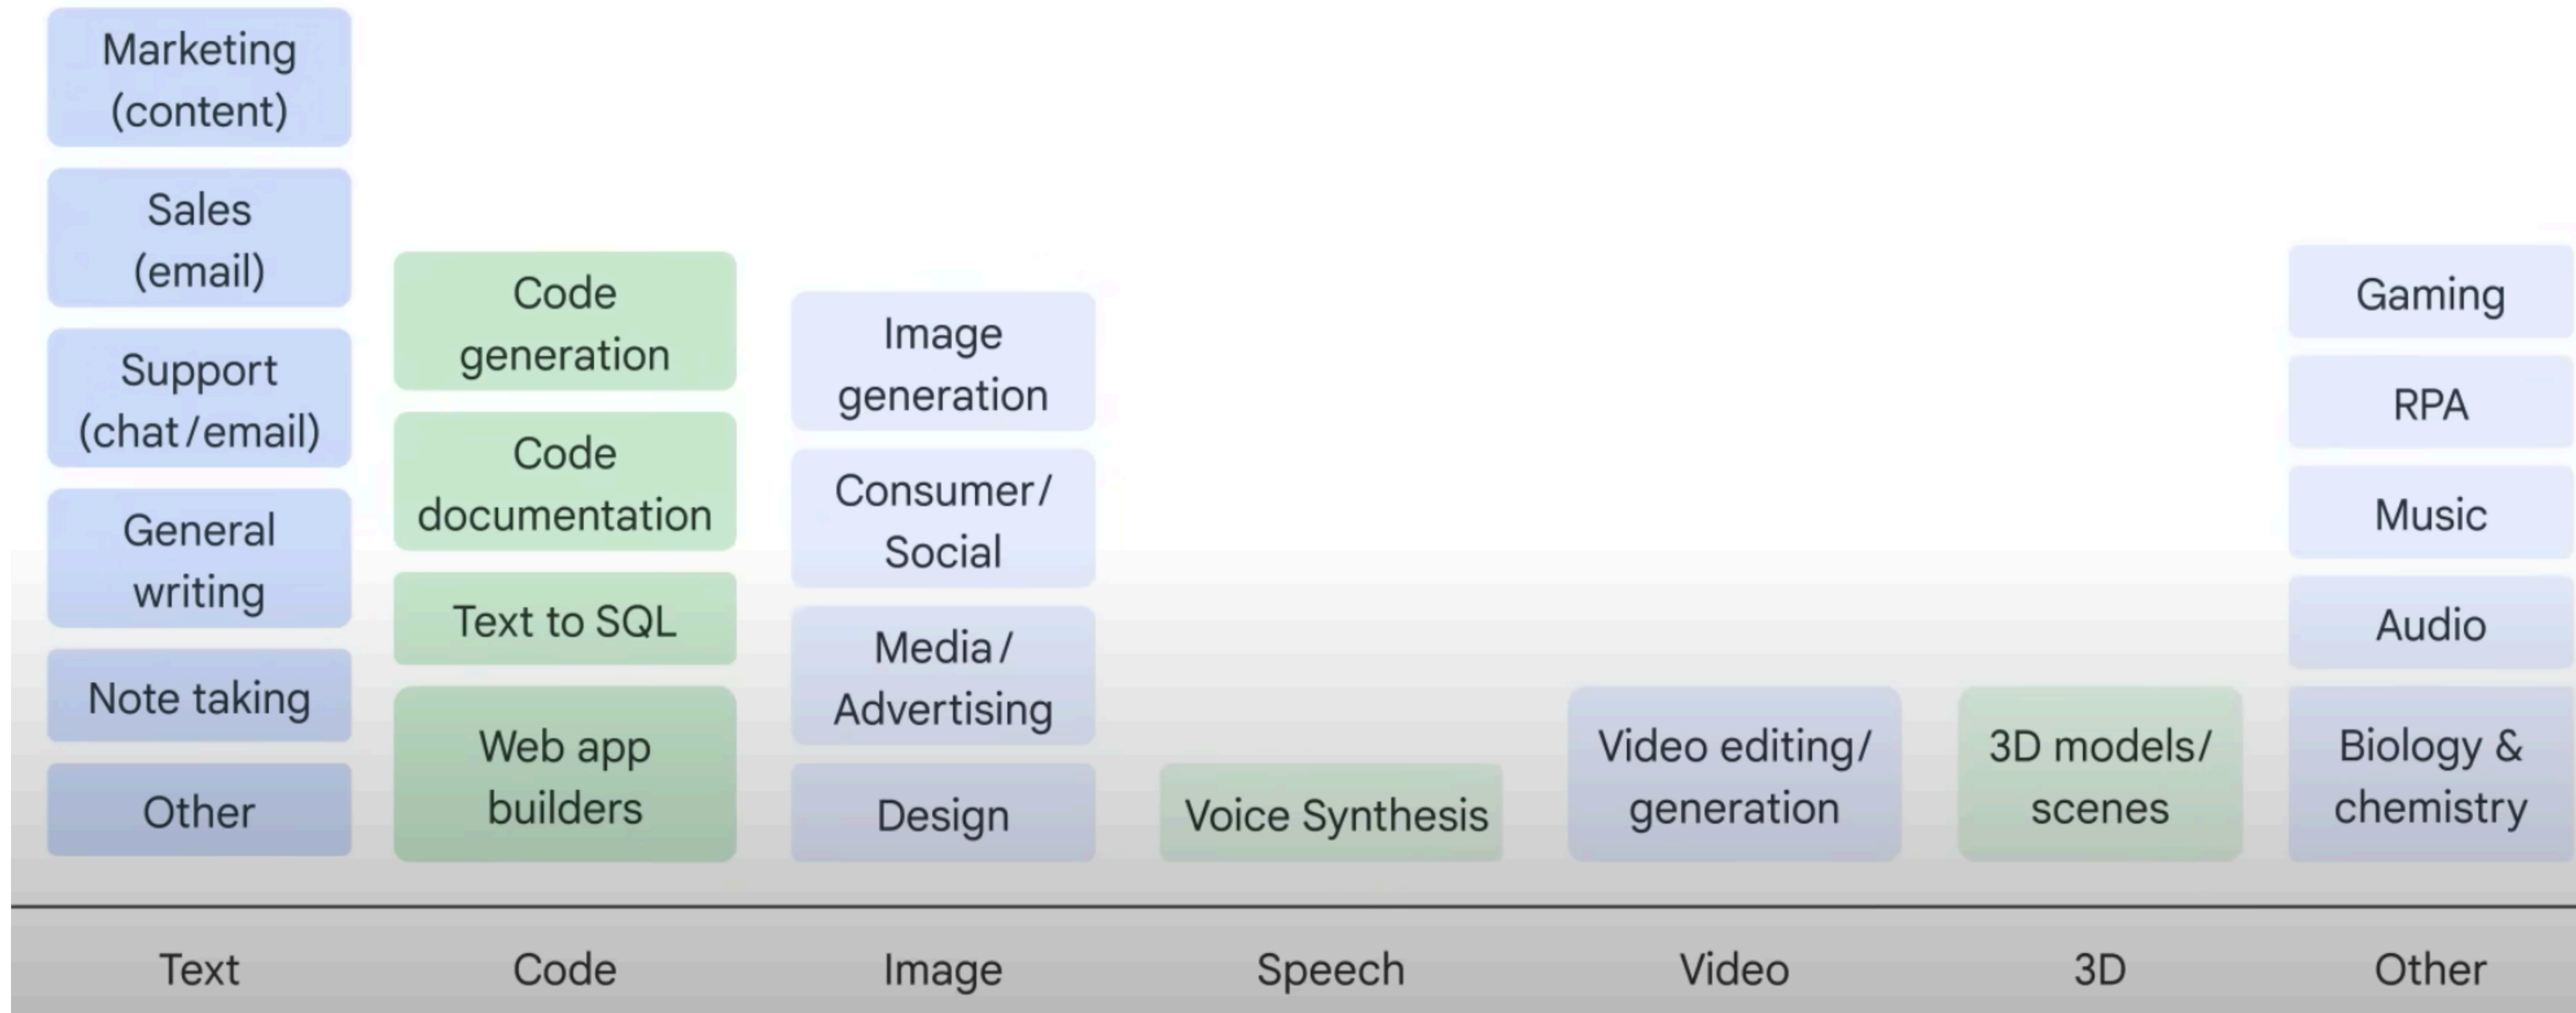 Marketing
(content)
Sales
(email)
Support
(chat/email)
General
writing
Note taking
Other
Code
generation
Code
documentation
Text to SQL
Web app
builders
Image
generation
Consumer/
Social
Media/
Advertising
Design
Voice Synthesis
Video editing/
generation
3D models/
scenes
Gaming
RPA
Music
Audio
Biology &
chemistry
Text
Code
Image
Speech
Video
3D
Other